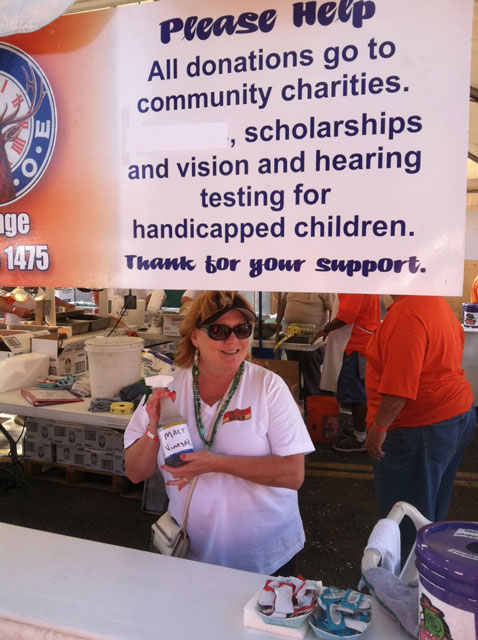 Please Help
All donations go to
community charities.
, scholarships
and vision and hearing
testing for
handicapped children.
Thank for your support.
O.E
1475
MALT
Vinegar